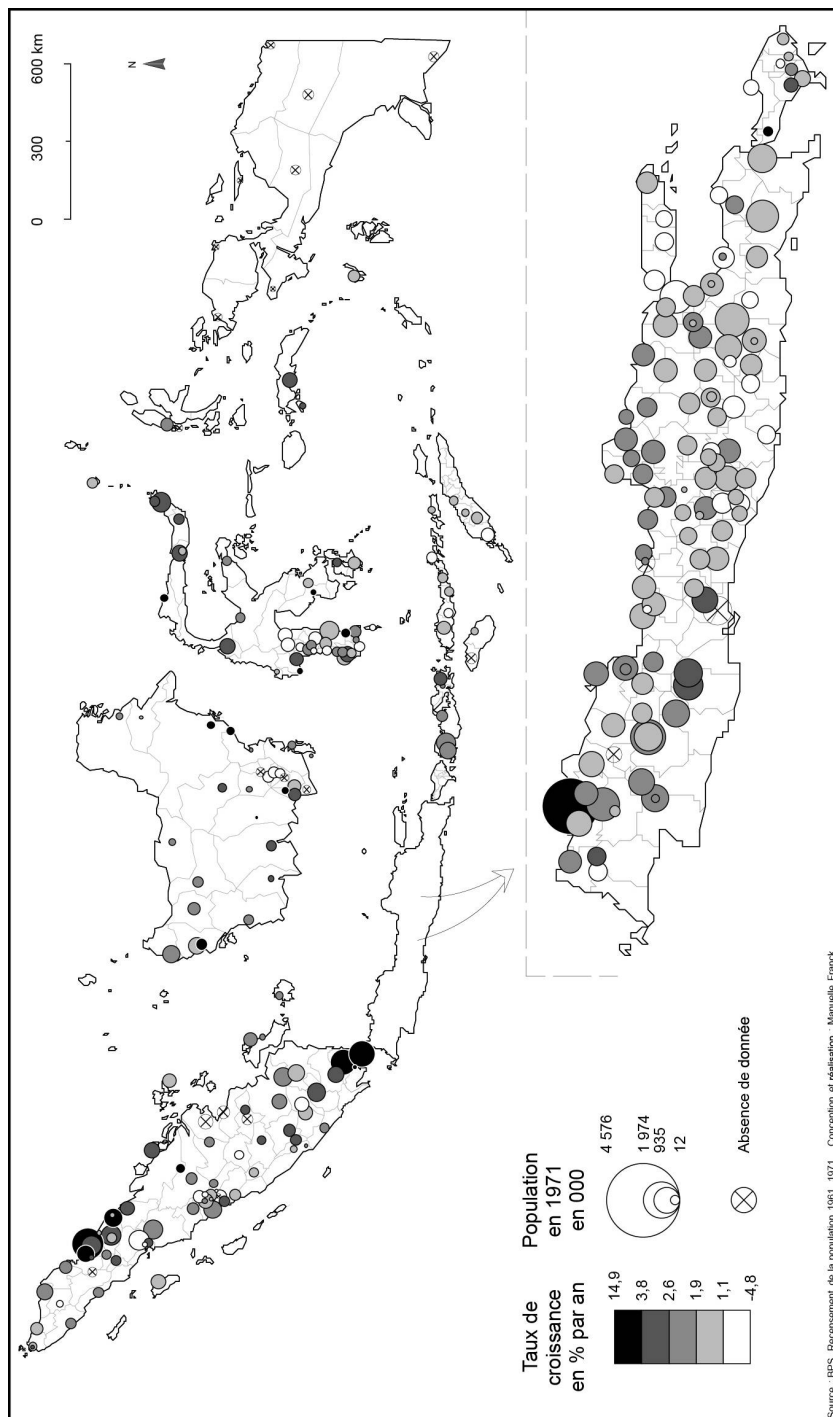 0 300 600 km
N
Taux de
croissance
en % par an
14,9
3,8
2,6
1,9
1,1
-4,8
Population
en 1971
en 000
4 576
1 974
935
12
Absence de donnée
Source : BPS, Recensement de la population 1961, 1971 Conception et réalisation : Manuelle Franck